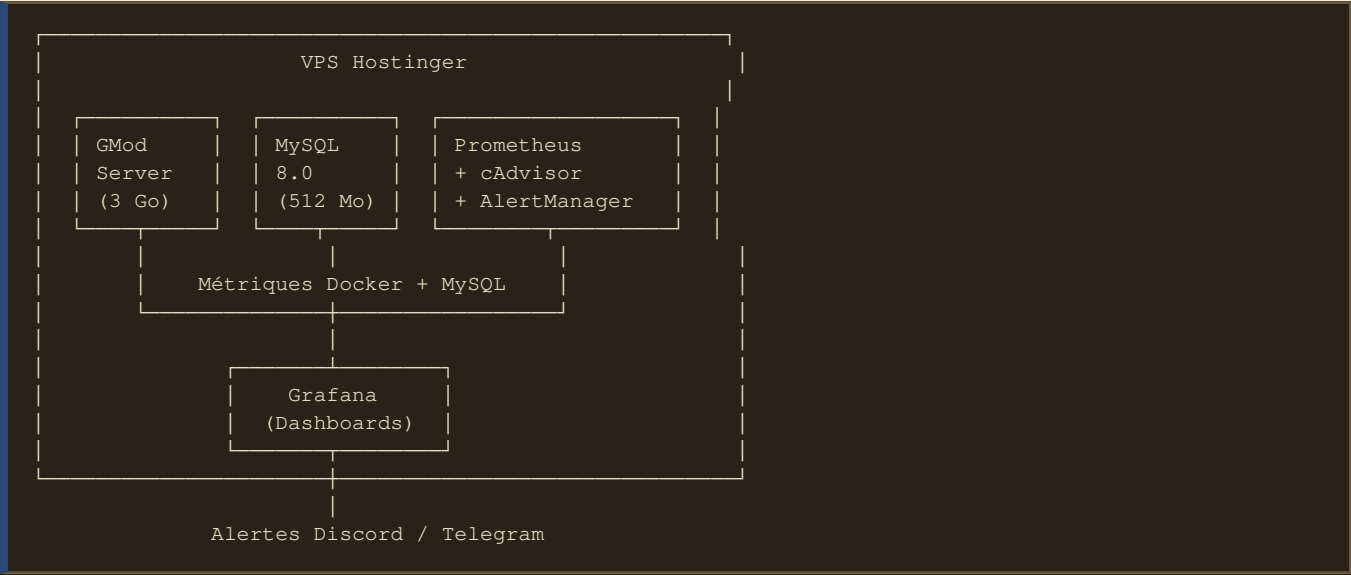 VPS Hostinger
GMod MySQL Prometheus
Server 8.0 + cAdvisor
(3 Go) (512 Mo) + AlertManager
Métriques Docker + MySQL
Grafana
(Dashboards)
Alertes Discord / Telegram